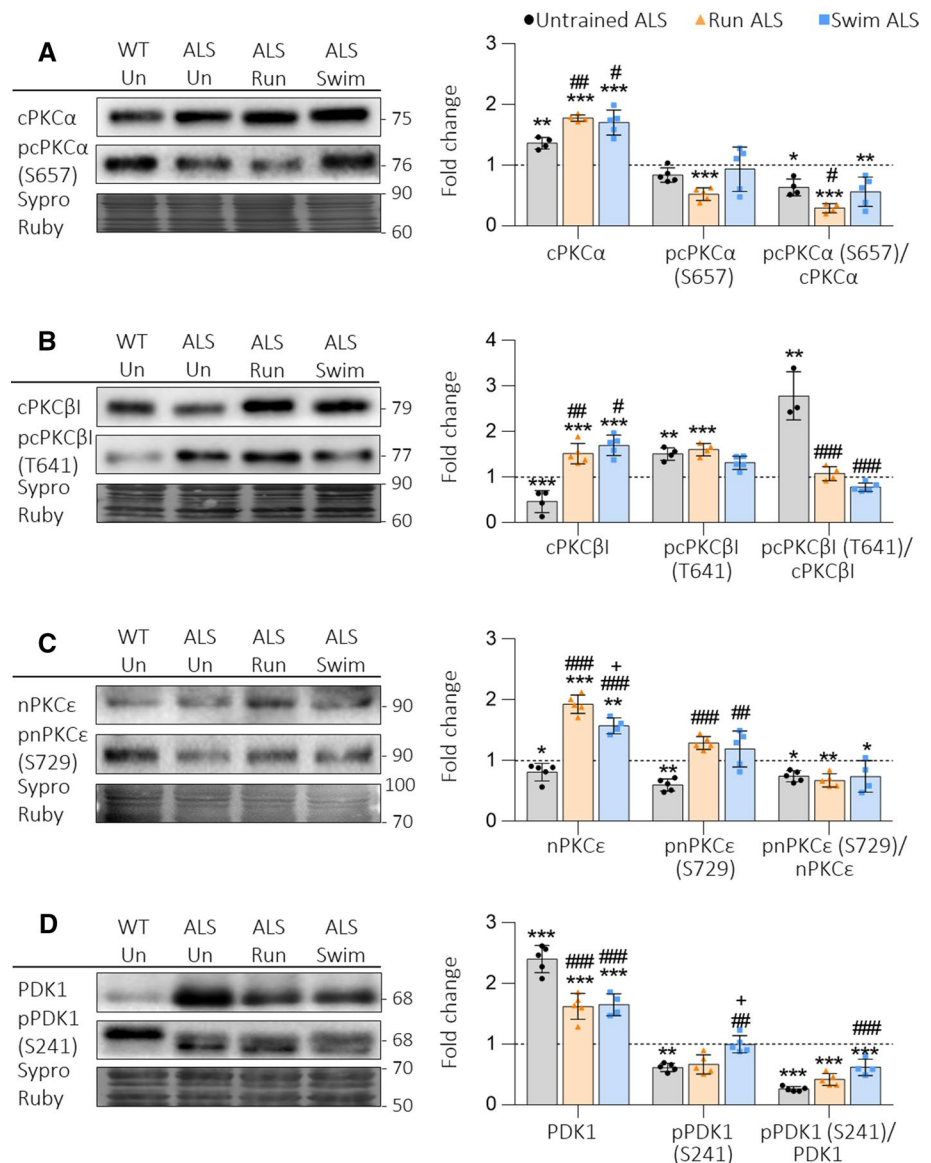 Untrained ALS Run ALS Swim ALS
A
WT ALS ALS ALS
Un Un Run Swim
cPKCα
75
pcPKCα
(S657)
76
Sypro
Ruby
90
60
Fold change
3
2
1
0
**
##
***
#
***
***
*
#
***
**
cPKCα
pcPKCα
(S657)
pcPKCα (S657)/
cPKCα
B
WT ALS ALS ALS
Un Un Run Swim
cPKCβI
79
pcPKCβI
(T641)
77
Sypro
Ruby
90
60
Fold change
4
3
2
1
0
***
##
***
#
***
**
***
**
###
###
cPKCβI
pcPKCβI
(T641)
pcPKCβI (T641)/
cPKCβI
C
WT ALS ALS ALS
Un Un Run Swim
nPKCε
90
pnPKCε
(S729)
90
Sypro
Ruby
100
70
Fold change
3
2
1
0
*
###
***
+
###
**
**
###
##
*
**
*
nPKCε
pnPKCε
(S729)
pnPKCε (S729)/
nPKCε
D
WT ALS ALS ALS
Un Un Run Swim
PDK1
68
pPDK1
(S241)
68
Sypro
Ruby
70
50
Fold change
3
2
1
0
***
###
***
###
***
**
+
##
***
***
###
***
PDK1
pPDK1
(S241)
pPDK1 (S241)/
PDK1